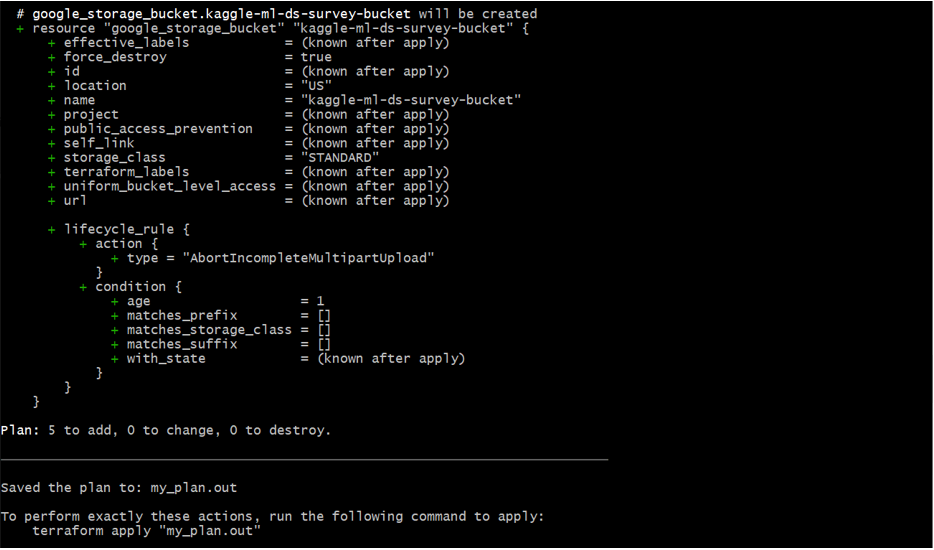 # google_storage_bucket.kaggle-ml-ds-survey-bucket will be created
+ resource "google_storage_bucket" "kaggle-ml-ds-survey-bucket" {
+ effective_labels = (known after apply)
+ force_destroy = true
+ id = (known after apply)
+ location = "US"
+ name = "kaggle-ml-ds-survey-bucket"
+ project = (known after apply)
+ public_access_prevention = (known after apply)
+ self_link = (known after apply)
+ storage_class = "STANDARD"
+ terraform_labels = (known after apply)
+ uniform_bucket_level_access = (known after apply)
+ url = (known after apply)
+ lifecycle_rule {
+ action {
+ type = "AbortIncompleteMultipartUpload"
}
+ condition {
+ age = 1
+ matches_prefix = []
+ matches_storage_class = []
+ matches_suffix = []
+ with_state = (known after apply)
}
}
}
Plan: 5 to add, 0 to change, 0 to destroy.
Saved the plan to: my_plan.out
To perform exactly these actions, run the following command to apply:
terraform apply "my_plan.out"